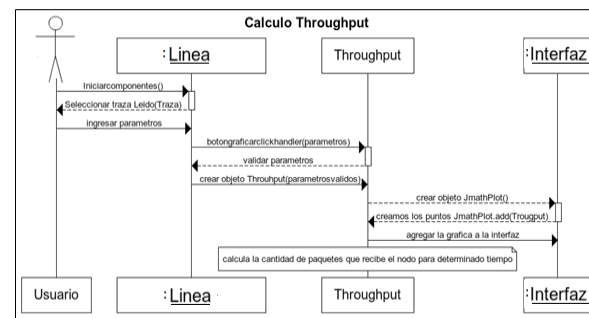 Calculo Throughput
: Linea
Throughput
:Interfaz
Iniciarcomponentes()
Seleccionar traza Leido(Traza)
ingresar parametros
botongraficarclickhandler(parametros)
validar parametros
crear objeto Throuhput(parametrosvalidos)
crear objeto JmathPlot()
creamos los puntos JmathPlot.add(Trougput)
agregar la grafica a la interfaz
calcula la cantidad de paquetes que recibe el nodo para determinado tiempo
Usuario
: Linea
Throughput
:Interfaz